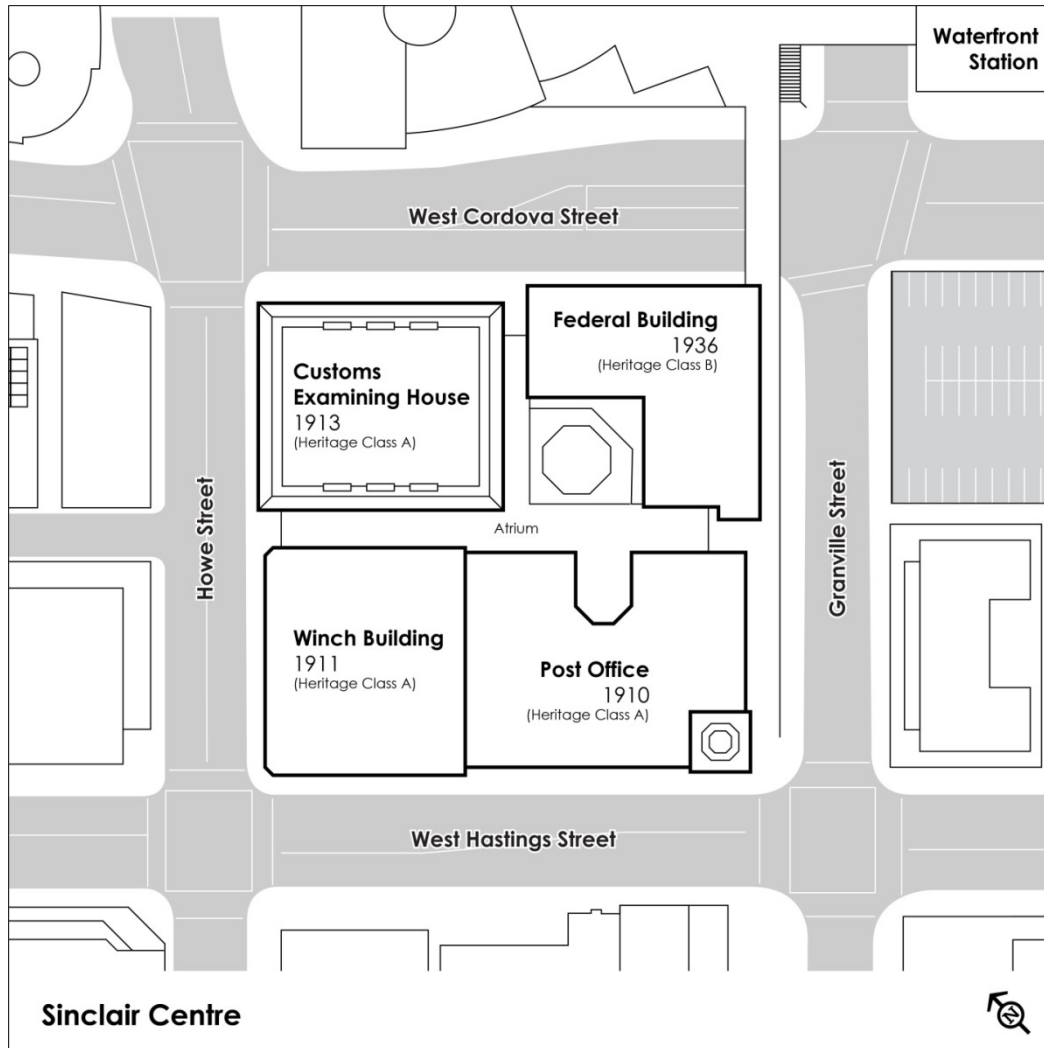 Waterfront
Station
West Cordova Street
Federal Building
1936
(Heritage Class B)
Customs
Examining House
1913
(Heritage Class A)
Howe Street
Atrium
Granville Street
Winch Building
1911
(Heritage Class A)
Post Office
1910
(Heritage Class A)
West Hastings Street
Sinclair Centre
N